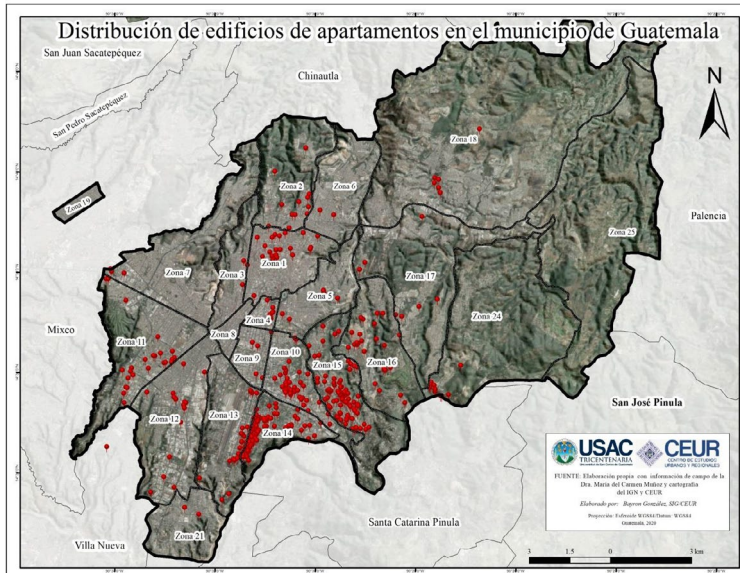 Distribución de edificios de apartamentos en el municipio de Guatemala
San Juan Sacatepéquez
Chinautla
N
San Pedro Sacatepéquez
Zona 18
Zona 2
Zona 6
Zona 19
Palencia
Zona 25
Zona 1
Zona 7
Zona 3
Zona 17
Zona 5
Zona 24
Zona 4
Mixco
Zona 8
Zona 11
Zona 9
Zona 10
Zona 16
Zona 15
San José Pinula
Zona 12
Zona 13
Zona 14
USAC
TRICENTENARIA
CEUR
CENTRO DE ESTUDIOS
URBANOS Y REGIONALES
FUENTE: Elaboración propia con información de campo de la
Dra. María del Carmen Muñoz y cartografía
del IGN y CEUR
Elaborado por: Bayron González, SIG/CEUR
Guatemala, 2020
Santa Catarina Pinula
Zona 21
Villa Nueva
3 1.5 0 3 km